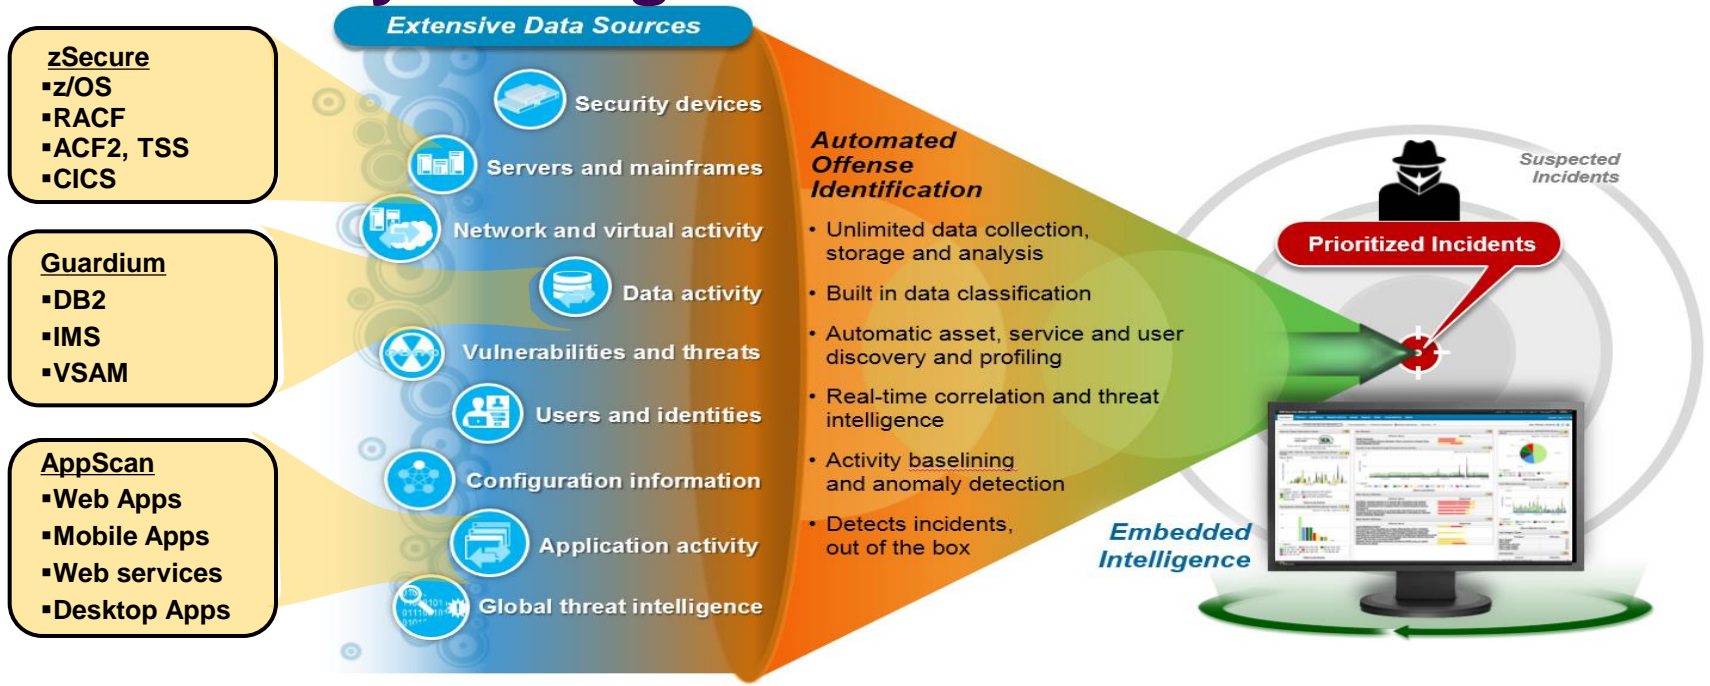 Extensive Data Sources
zSecure
▪z/OS
▪RACF
▪ACF2, TSS
▪CICS
Guardium
▪DB2
▪IMS
▪VSAM
AppScan
▪Web Apps
▪Mobile Apps
▪Web services
▪Desktop Apps
Security devices
Servers and mainframes
Network and virtual activity
Data activity
Vulnerabilities and threats
Users and identities
Configuration information
Application activity
Global threat intelligence
Automated
Offense
Identification
• Unlimited data collection,
storage and analysis
• Built in data classification
• Automatic asset, service and user
discovery and profiling
• Real-time correlation and threat
intelligence
• Activity baselining
and anomaly detection
• Detects incidents,
out of the box
Suspected
Incidents
Prioritized Incidents
Embedded
Intelligence